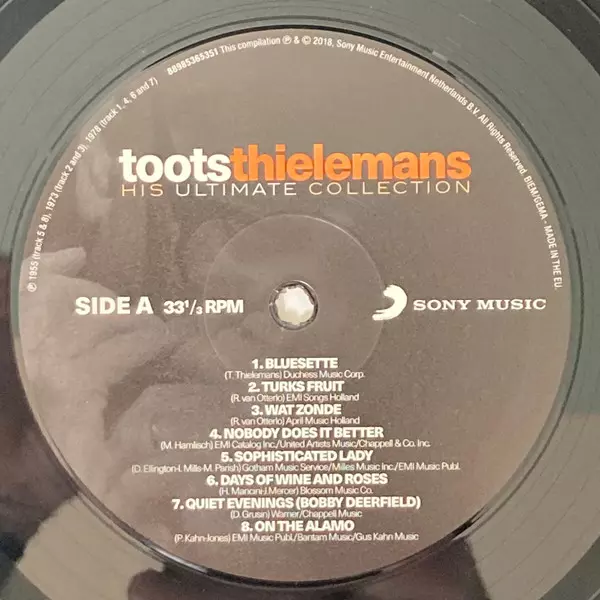 ℗ 1955 (track 5 & 8), 1973 (track 2 and 3), 1978 (track 1, 4, 6 and 7)
88985365351 This compilation ℗ & © 2018, Sony Music Entertainment Netherlands B.V. All Rights Reserved. BIEM/GEMA - MADE IN THE EU
tootsthielemans
HIS ULTIMATE COLLECTION
SIDE A 33 1/3 RPM
SONY MUSIC
1. BLUESETTE
(T. Thielemans) Duchess Music Corp.
2. TURKS FRUIT
(R. van Otterlo) EMI Songs Holland
3. WAT ZONDE
(R. van Otterlo) April Music Holland
4. NOBODY DOES IT BETTER
(M. Hamlisch) EMI Catalog Inc./United Artists Music/Chappell & Co. Inc.
5. SOPHISTICATED LADY
(D. Ellington-I. Mills-M. Parish) Gotham Music Service/Milles Music Inc./EMI Music Publ.
6. DAYS OF WINE AND ROSES
(H. Mancini-J. Mercer) Blossom Music Co.
7. QUIET EVENINGS (BOBBY DEERFIELD)
(D. Grusin) Warner/Chappell Music
8. ON THE ALAMO
(P. Kahn-Jones) EMI Music Publ./Bantam Music/Gus Kahn Music